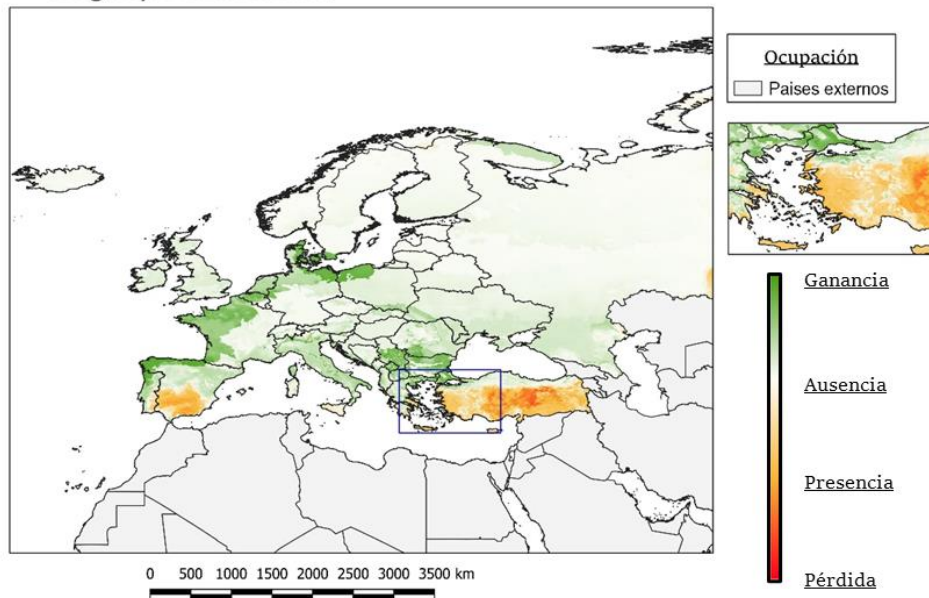 Ocupación
Paises externos
Ganancia
Ausencia
Presencia
Pérdida
0 500 1000 1500 2000 2500 3000 3500 km